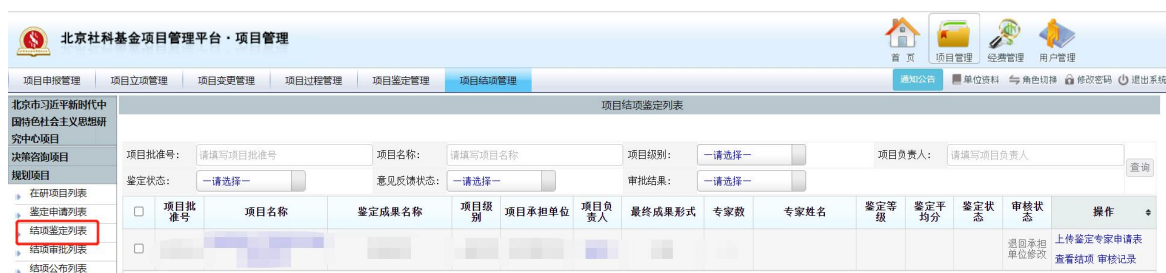 北京社科基金项目管理平台·项目管理
首 页 项目管理 经费管理 用户管理
项目申报管理 项目立项管理 项目变更管理 项目过程管理 项目鉴定管理 项目结项管理
通知公告 单位资料 角色切换 修改密码 退出系统
北京市习近平新时代中
国特色社会主义思想研
究中心项目
决策咨询项目
规划项目
在研项目列表
鉴定申请列表
结项鉴定列表
结项审批列表
结项公布列表
项目结项鉴定列表
项目批准号: 请填写项目批准号 项目名称: 请填写项目名称 项目级别: —请选择— 项目负责人: 请填写项目负责人
鉴定状态: —请选择— 意见反馈状态: —请选择— 审批结果: —请选择—
查询
项目批准号 项目名称 鉴定成果名称 项目级别 项目承担单位 项目负责人 最终成果形式 专家数 专家姓名 鉴定等级 鉴定平均分 鉴定状态 审核状态 操作
退回承担
单位修改
上传鉴定专家申请表
查看结项 审核记录